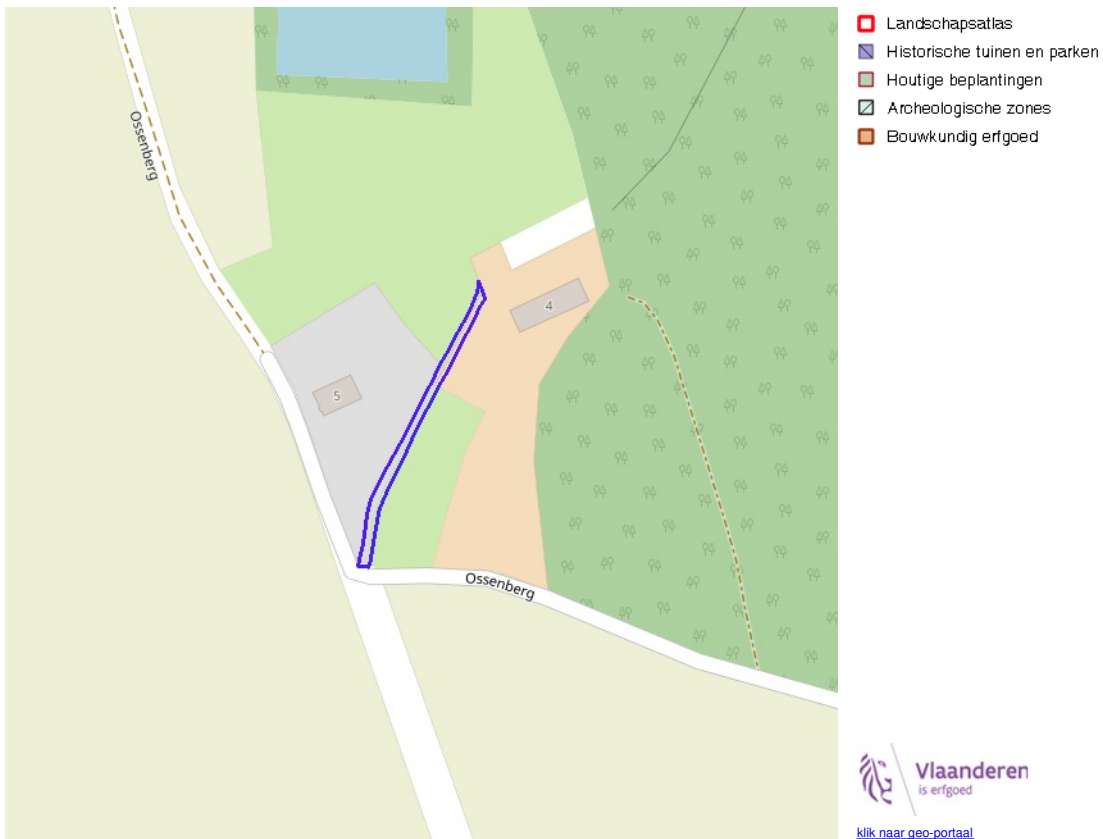 Ossenberg
4
5
Ossenberg
Landschapsatlas
Historische tuinen en parken
Houtige beplantingen
Archeologische zones
Bouwkundig erfgoed
Vlaanderen
is erfgoed
klik naar geo-portaal